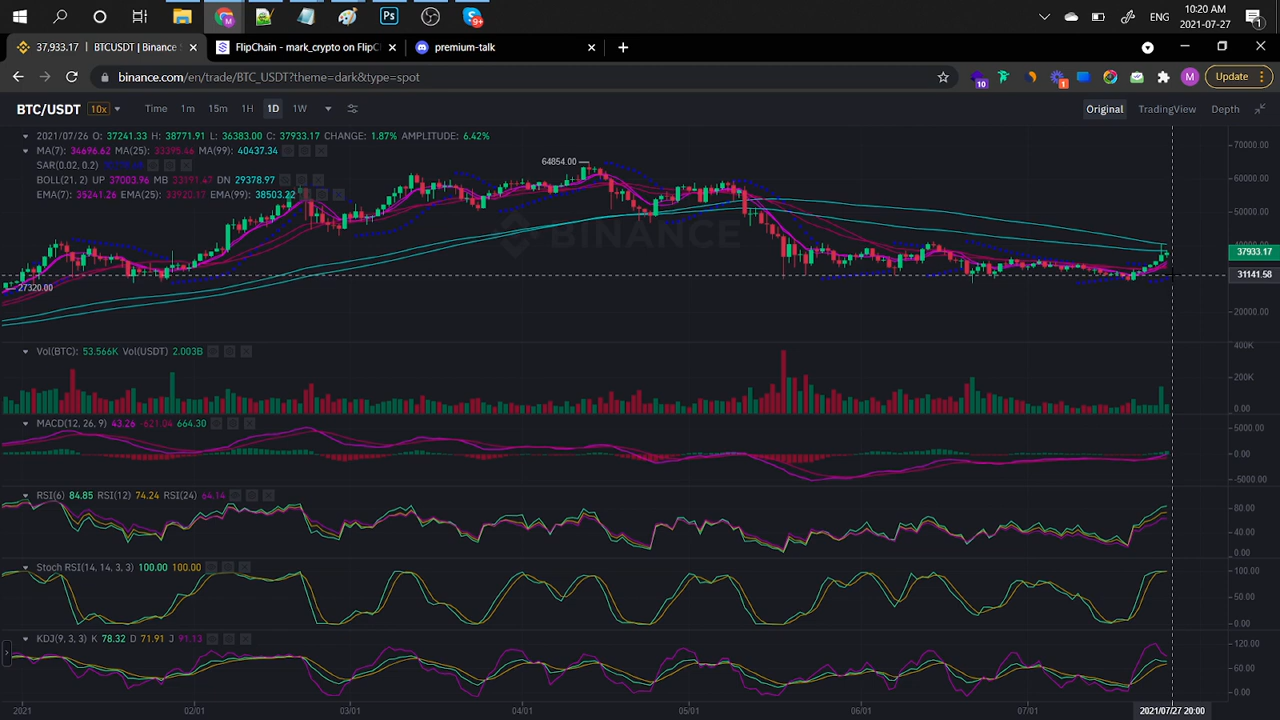 10:20 AM
ENG
2021-07-27
1
Ps
9+
37,933.17 | BTCUSDT | Binance S
FlipChain - mark_crypto on FlipC
premium-talk
binance.com/en/trade/BTC_USDT?theme=dark&type=spot
10
1
M
Update
BTC/USDT 10x Time 1m 15m 1H 1D 1W Original TradingView Depth
2021/07/26 O: 37241.33 H: 38771.91 L: 36383.00 C: 37933.17 CHANGE: 1.87% AMPLITUDE: 6.42%
MA(7): 34696.62 MA(25): 33395.46 MA(99): 40437.34
SAR(0.02, 0.2)
BOLL(21, 2) UP 37003.96 MB 33191.47 DN 29378.97
EMA(7): 35241.26 EMA(25): 33920.17 EMA(99): 38503.22
64854.00
27320.00
BINANCE
70000.00
60000.00
50000.00
37933.17
31141.58
20000.00
Vol(BTC): 53.566K Vol(USDT) 2.003B
400K
200K
0.00
MACD(12, 26, 9) 43.26 -621.04 664.30
5000.00
0.00
-5000.00
RSI(6) 84.85 RSI(12) 74.24 RSI(24) 64.14
80.00
40.00
0.00
Stoch RSI(14, 14, 3, 3) 100.00 100.00
100.00
50.00
0.00
KDJ(9, 3, 3) K 78.32 D 71.91 J 91.13
120.00
60.00
0.00
2021 02/01 03/01 04/01 05/01 06/01 07/01 2021/07/27 20:00